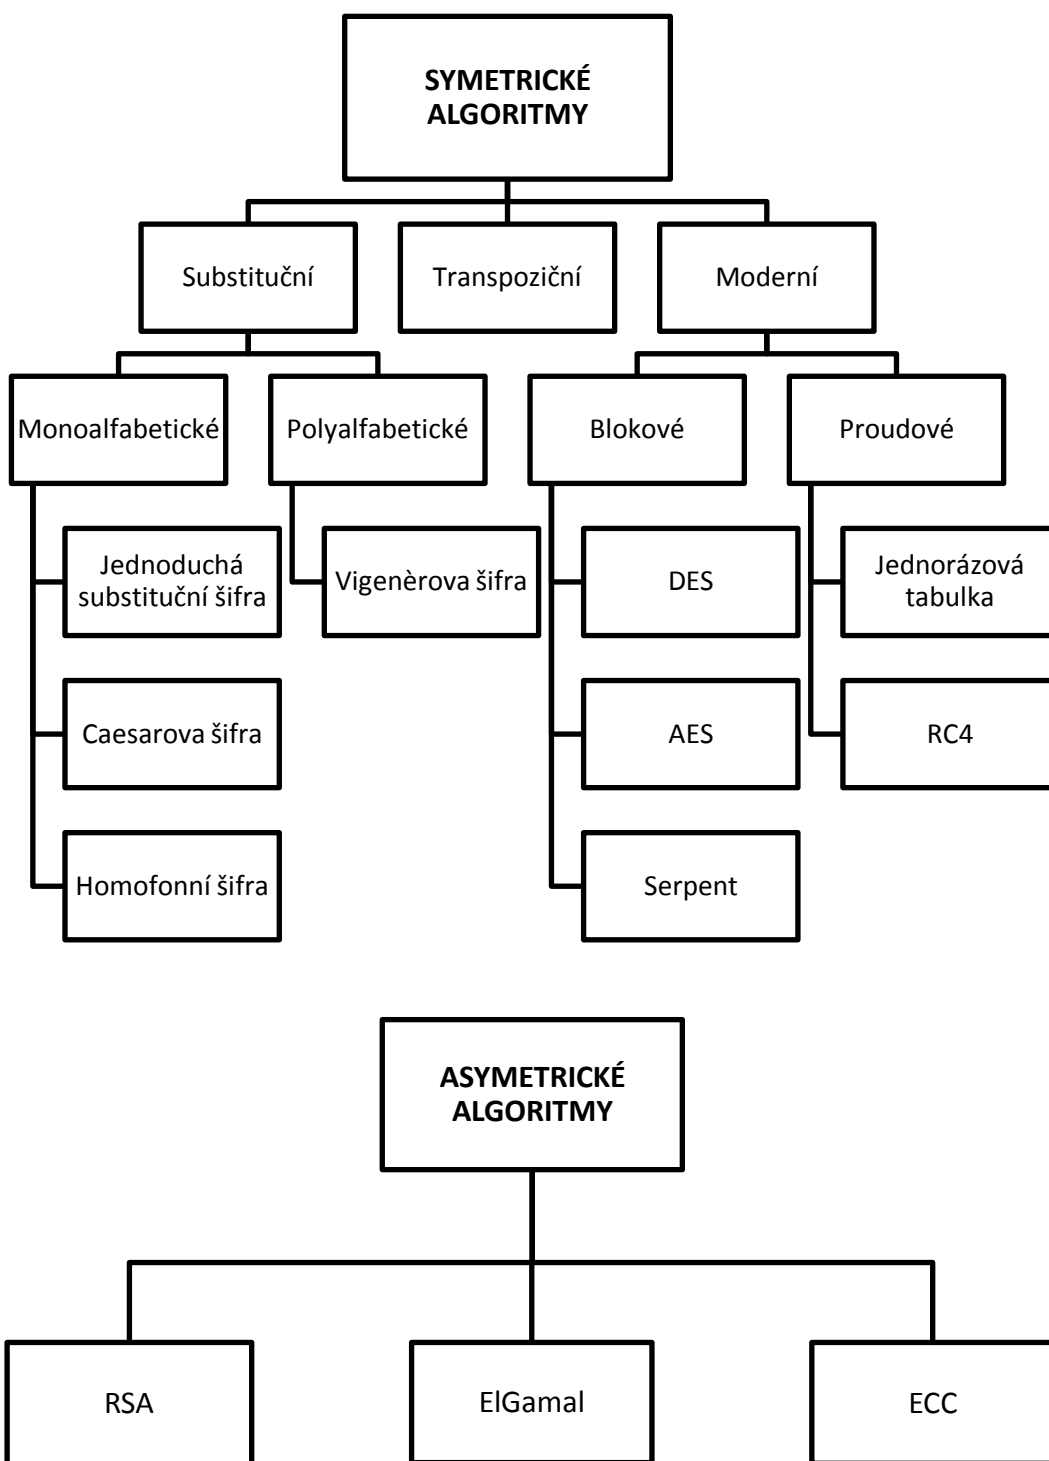 SYMETRICKÉ
ALGORITMY
Substituční
Transpoziční
Moderní
Monoalfabetické
Polyalfabetické
Blokové
Proudové
Jednoduchá
substituční šifra
Vigenèrova šifra
DES
Jednorázová
tabulka
Caesarova šifra
AES
RC4
Homofonní šifra
Serpent
ASYMETRICKÉ
ALGORITMY
RSA
ElGamal
ECC